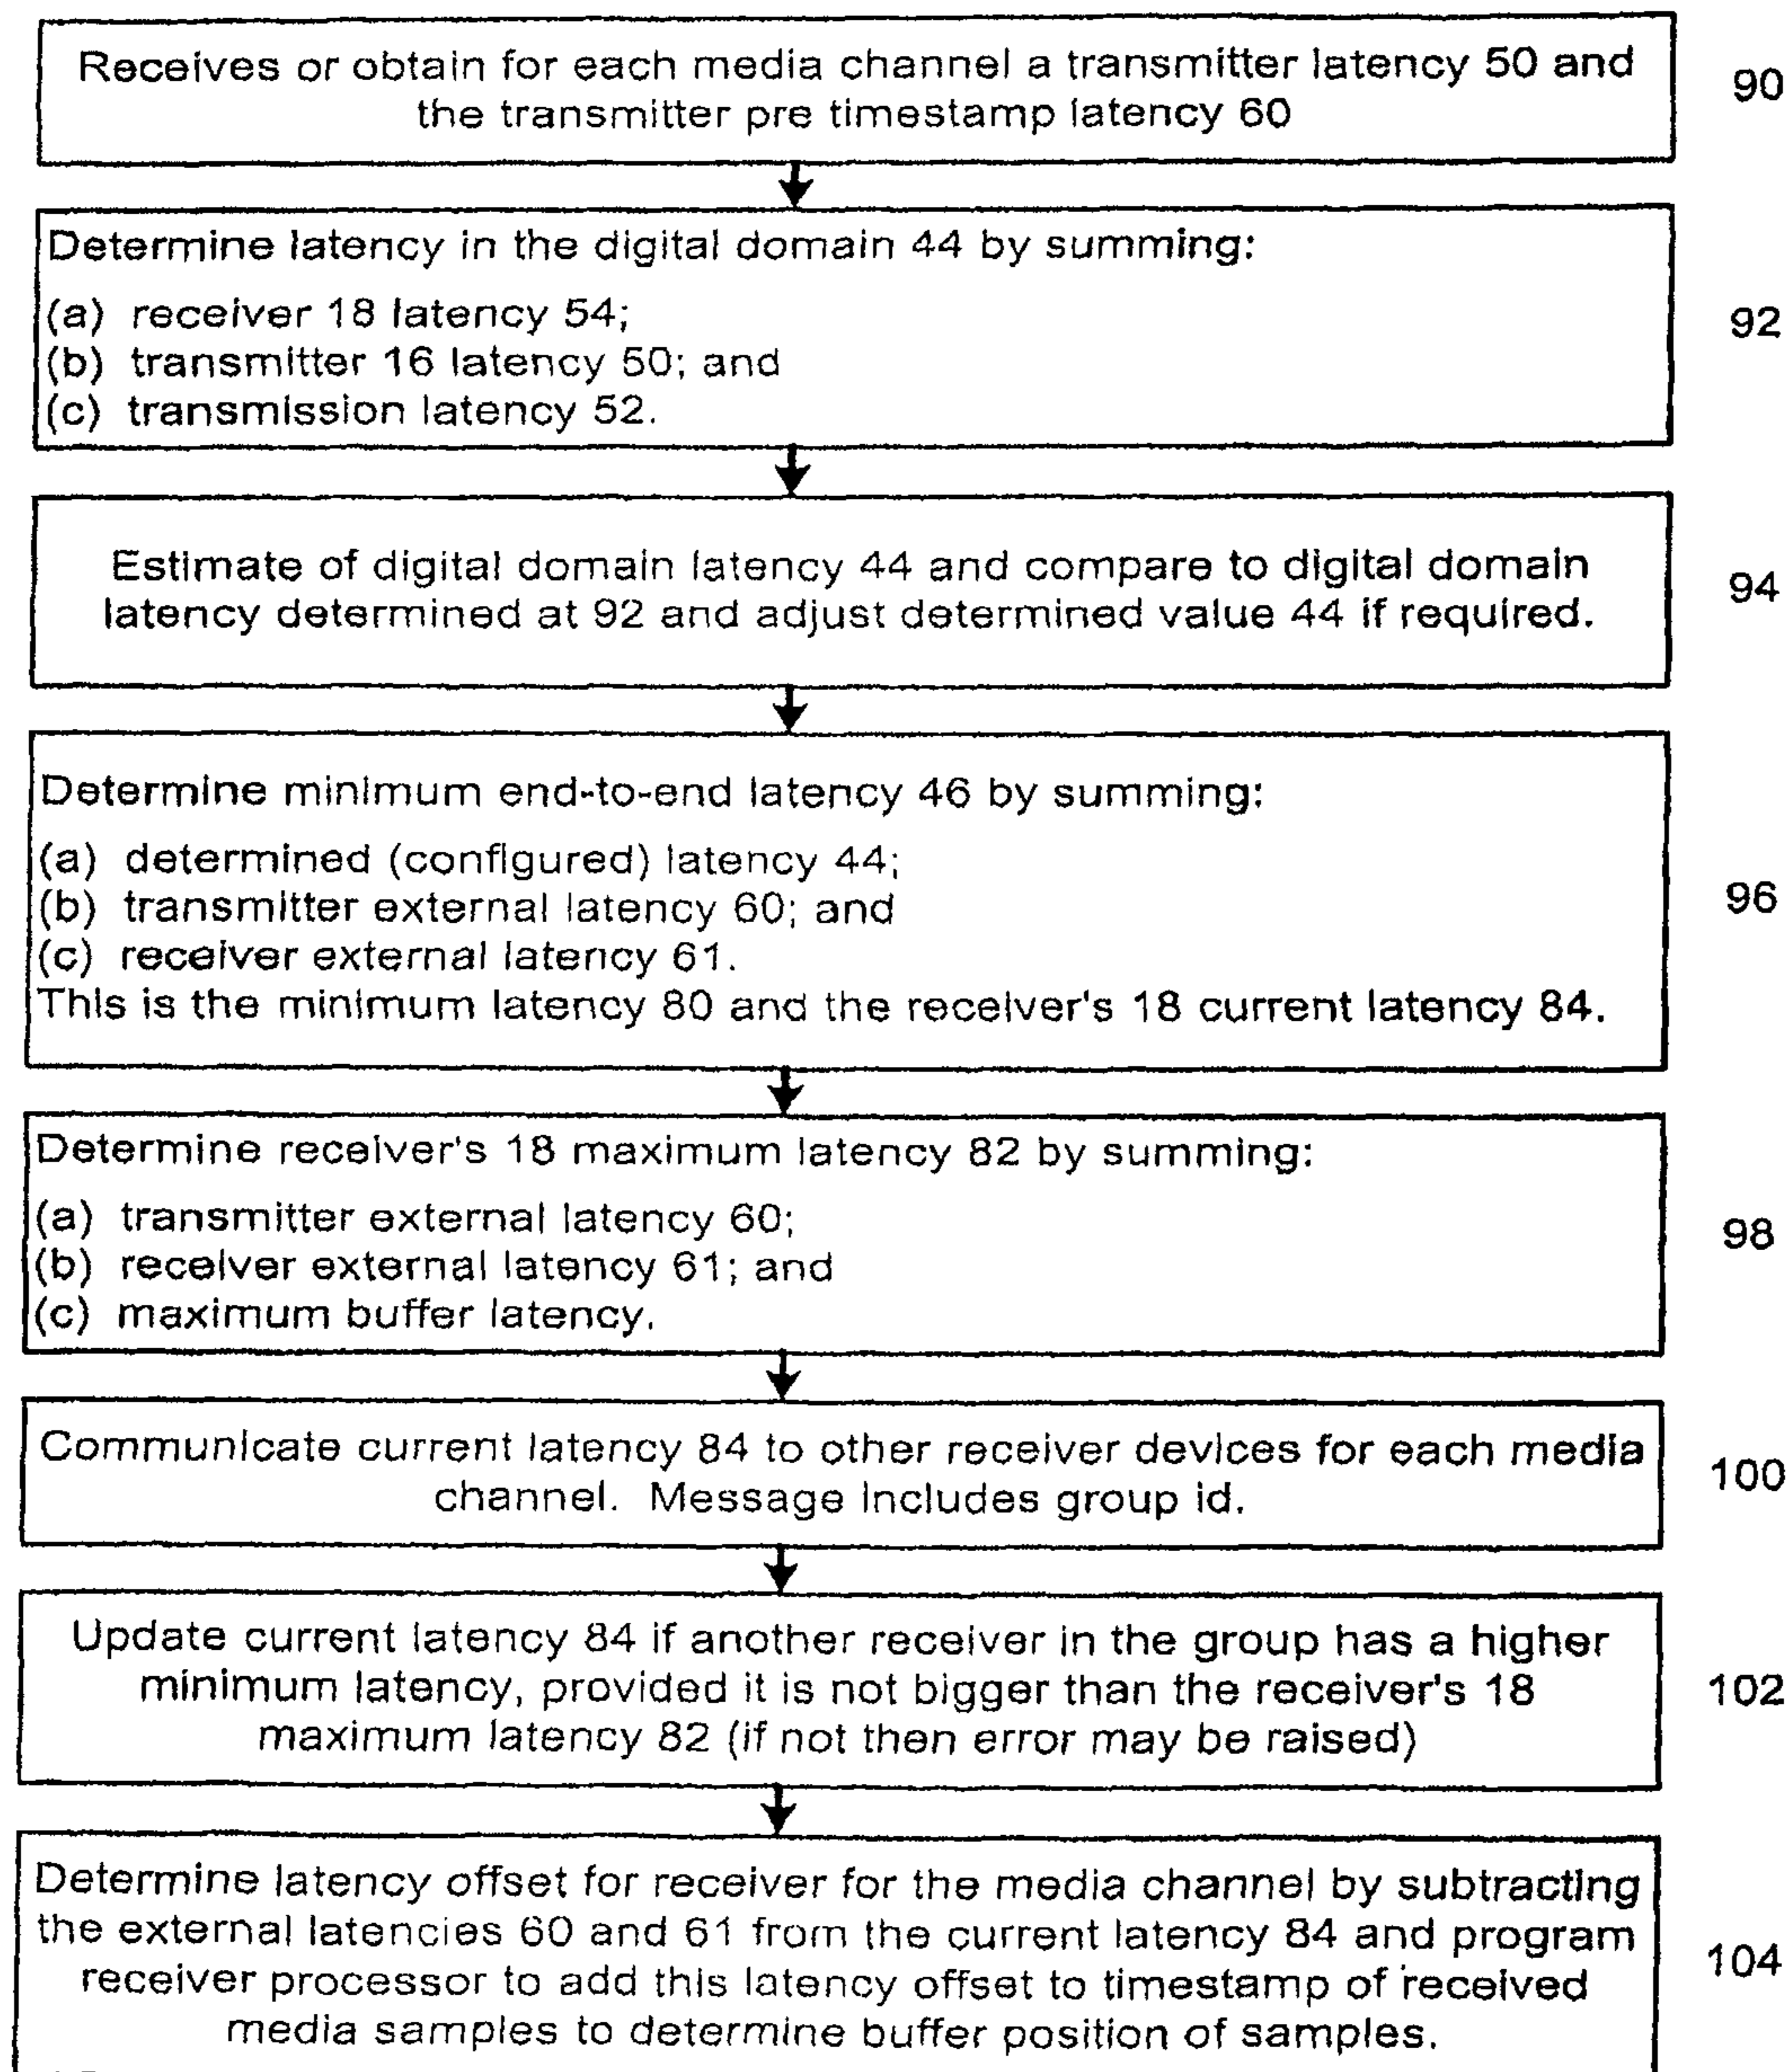 Receives or obtain for each media channel a transmitter latency 50 and
the transmitter pre timestamp latency 60
90
Determine latency in the digital domain 44 by summing:
(a) receiver 18 latency 54;
(b) transmitter 16 latency 50; and
(c) transmission latency 52.
92
Estimate of digital domain latency 44 and compare to digital domain
latency determined at 92 and adjust determined value 44 if required.
94
Determine minimum end-to-end latency 46 by summing:
(a) determined (configured) latency 44;
(b) transmitter external latency 60; and
(c) receiver external latency 61.
This is the minimum latency 80 and the receiver's 18 current latency 84.
96
Determine receiver's 18 maximum latency 82 by summing:
(a) transmitter external latency 60;
(b) receiver external latency 61; and
(c) maximum buffer latency.
98
Communicate current latency 84 to other receiver devices for each media
channel. Message includes group id.
100
Update current latency 84 if another receiver in the group has a higher
minimum latency, provided it is not bigger than the receiver's 18
maximum latency 82 (if not then error may be raised)
102
Determine latency offset for receiver for the media channel by subtracting
the external latencies 60 and 61 from the current latency 84 and program
receiver processor to add this latency offset to timestamp of received
media samples to determine buffer position of samples.
104